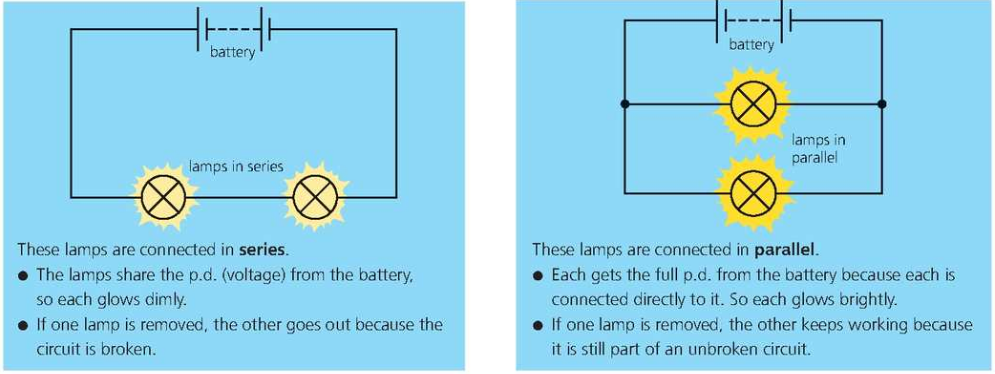 battery
lamps in series
These lamps are connected in series.
● The lamps share the p.d. (voltage) from the battery,
so each glows dimly.
● If one lamp is removed, the other goes out because the
circuit is broken.
battery
lamps in
parallel
These lamps are connected in parallel.
● Each gets the full p.d. from the battery because each is
connected directly to it. So each glows brightly.
● If one lamp is removed, the other keeps working because
it is still part of an unbroken circuit.